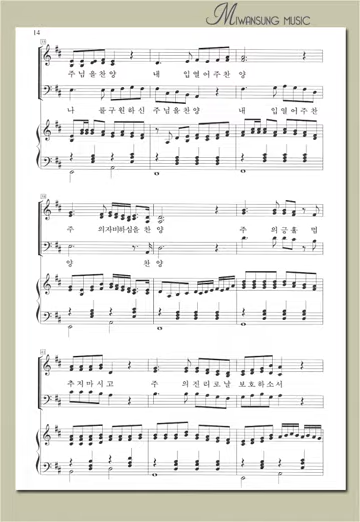 MIWANSUNG MUSIC
14
주 님 을 찬 양 내 입 열 어 주 찬 양
나 를 구 원 하 신 주 님 을 찬 양 내 입 열 어 주 찬
주 의 자 비 하 심 을 찬 양 주 의 긍 휼 멈
양 찬 양
추 지 마 시 고 주 의 진 리 로 날 보 호 하 소 서